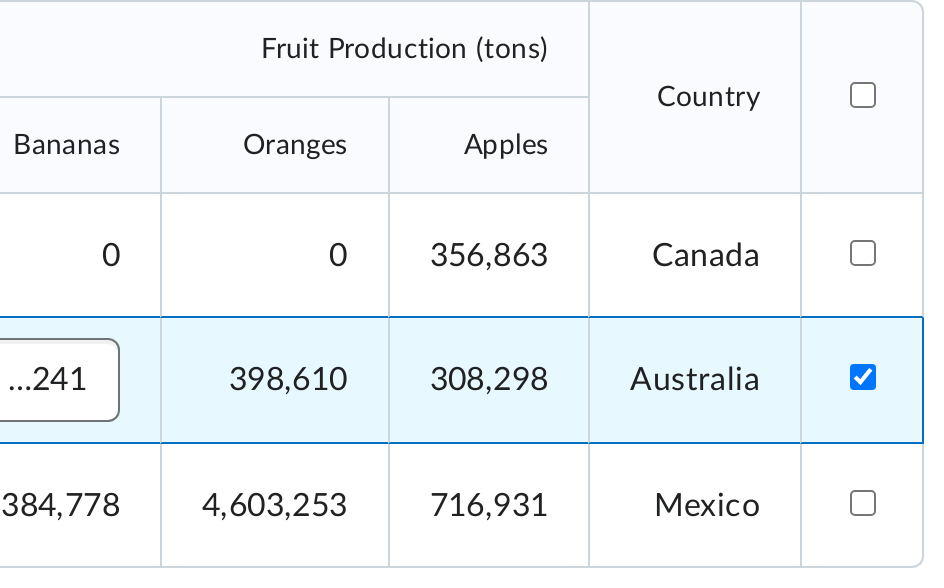 Fruit Production (tons)
Country
Bananas Oranges Apples
0 0 356,863 Canada
...241 398,610 308,298 Australia
384,778 4,603,253 716,931 Mexico